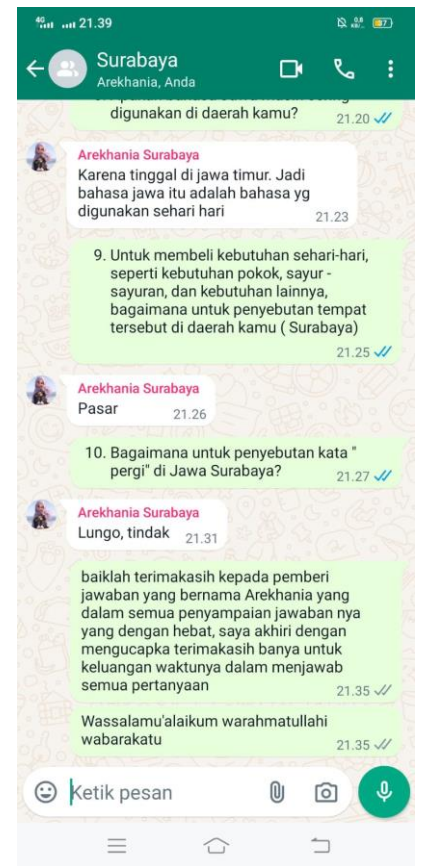 21.39
Surabaya
Arekhania, Anda
digunakan di daerah kamu?
21.20
Arekhania Surabaya
Karena tinggal di jawa timur. Jadi
bahasa jawa itu adalah bahasa yg
digunakan sehari hari
21.23
9. Untuk membeli kebutuhan sehari-hari,
seperti kebutuhan pokok, sayur -
sayuran, dan kebutuhan lainnya,
bagaimana untuk penyebutan tempat
tersebut di daerah kamu ( Surabaya)
21.25
Arekhania Surabaya
Pasar
21.26
10. Bagaimana untuk penyebutan kata "
pergi" di Jawa Surabaya?
21.27
Arekhania Surabaya
Lungo, tindak
21.31
baiklah terimakasih kepada pemberi
jawaban yang bernama Arekhania yang
dalam semua penyampaian jawaban nya
yang dengan hebat, saya akhiri dengan
mengucapka terimakasih banya untuk
keluangan waktunya dalam menjawab
semua pertanyaan
21.35
Wassalamu'alaikum warahmatullahi
wabarakatu
21.35
Ketik pesan